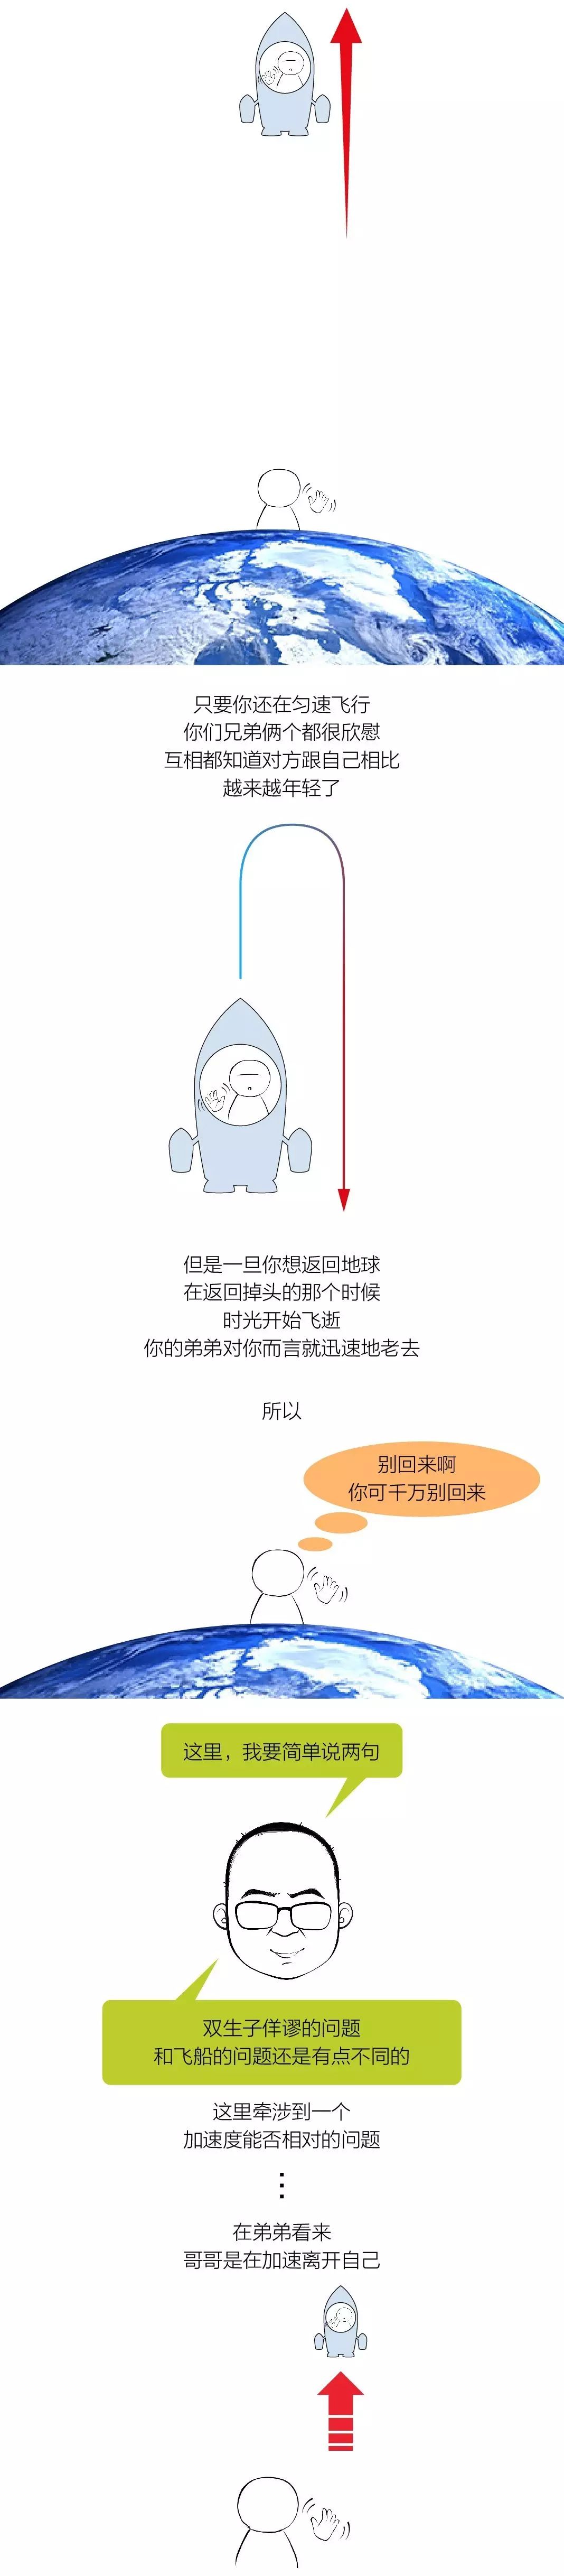 只要你还在匀速飞行
你们兄弟俩个都很欣慰
互相都知道对方跟自己相比
越来越年轻了
但是一旦你想返回地球
在返回掉头的那个时候
时光开始飞逝
你的弟弟对你而言就迅速地老去
所以
别回来啊
你可千万别回来
这里，我要简单说两句
双生子佯谬的问题
和飞船的问题还是有点不同的
这里牵涉到一个
加速度能否相对的问题
⋮
在弟弟看来
哥哥是在加速离开自己